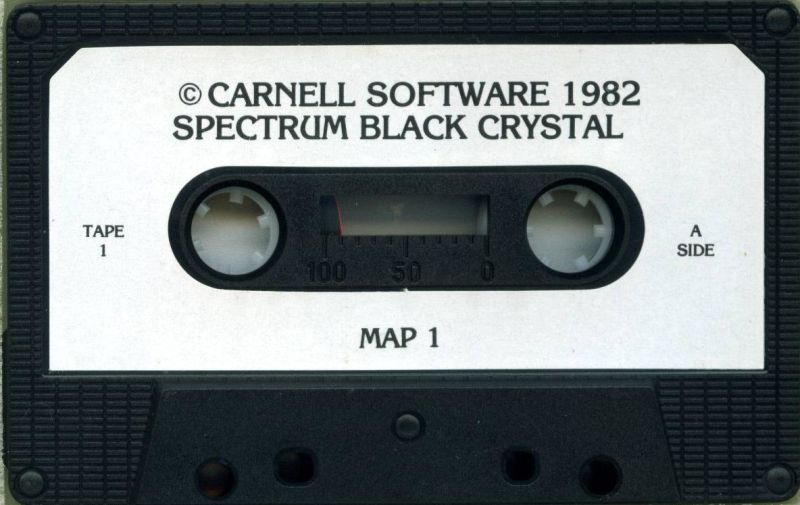 © CARNELL SOFTWARE 1982
SPECTRUM BLACK CRYSTAL
TAPE
1
A
SIDE
100 50 0
MAP 1